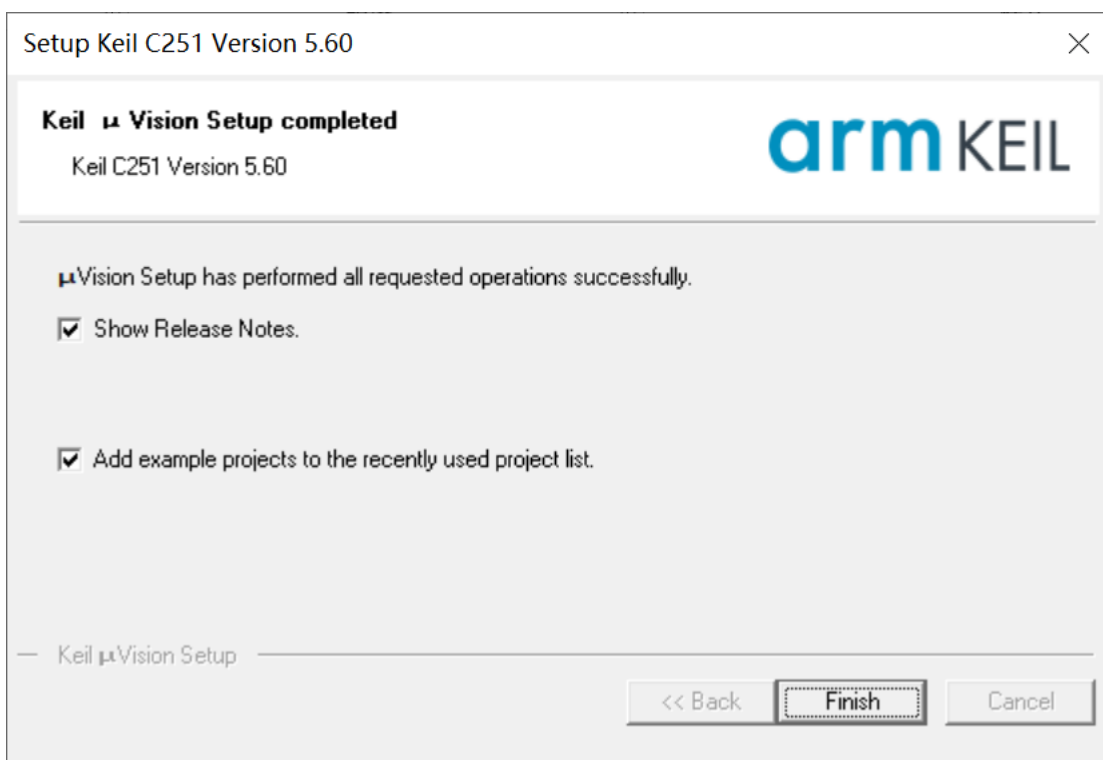 Setup Keil C251 Version 5.60
Keil μ Vision Setup completed
Keil C251 Version 5.60
arm KEIL
μVision Setup has performed all requested operations successfully.
Show Release Notes.
Add example projects to the recently used project list.
Keil μVision Setup
<< Back
Finish
Cancel